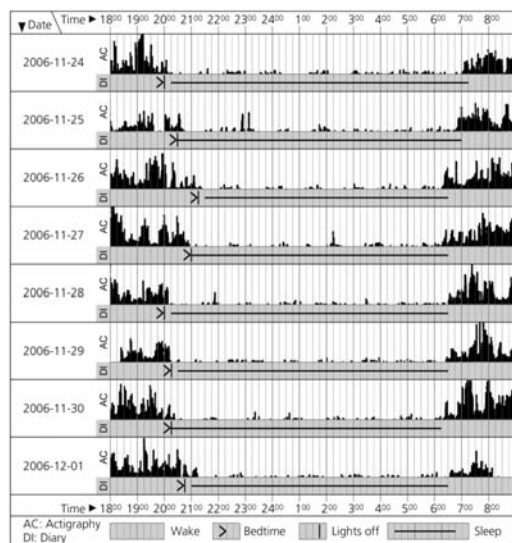 ▼Date Time ► 18⁰⁰ 19⁰⁰ 20⁰⁰ 21⁰⁰ 22⁰⁰ 23⁰⁰ 24⁰⁰ 1⁰⁰ 2⁰⁰ 3⁰⁰ 4⁰⁰ 5⁰⁰ 6⁰⁰ 7⁰⁰ 8⁰⁰
2006-11-24 AC
DI
2006-11-25 AC
DI
2006-11-26 AC
DI
2006-11-27 AC
DI
2006-11-28 AC
DI
2006-11-29 AC
DI
2006-11-30 AC
DI
2006-12-01 AC
DI
Time ► 18⁰⁰ 19⁰⁰ 20⁰⁰ 21⁰⁰ 22⁰⁰ 23⁰⁰ 24⁰⁰ 1⁰⁰ 2⁰⁰ 3⁰⁰ 4⁰⁰ 5⁰⁰ 6⁰⁰ 7⁰⁰ 8⁰⁰
AC: Actigraphy
DI: Diary
Wake Bedtime Lights off Sleep